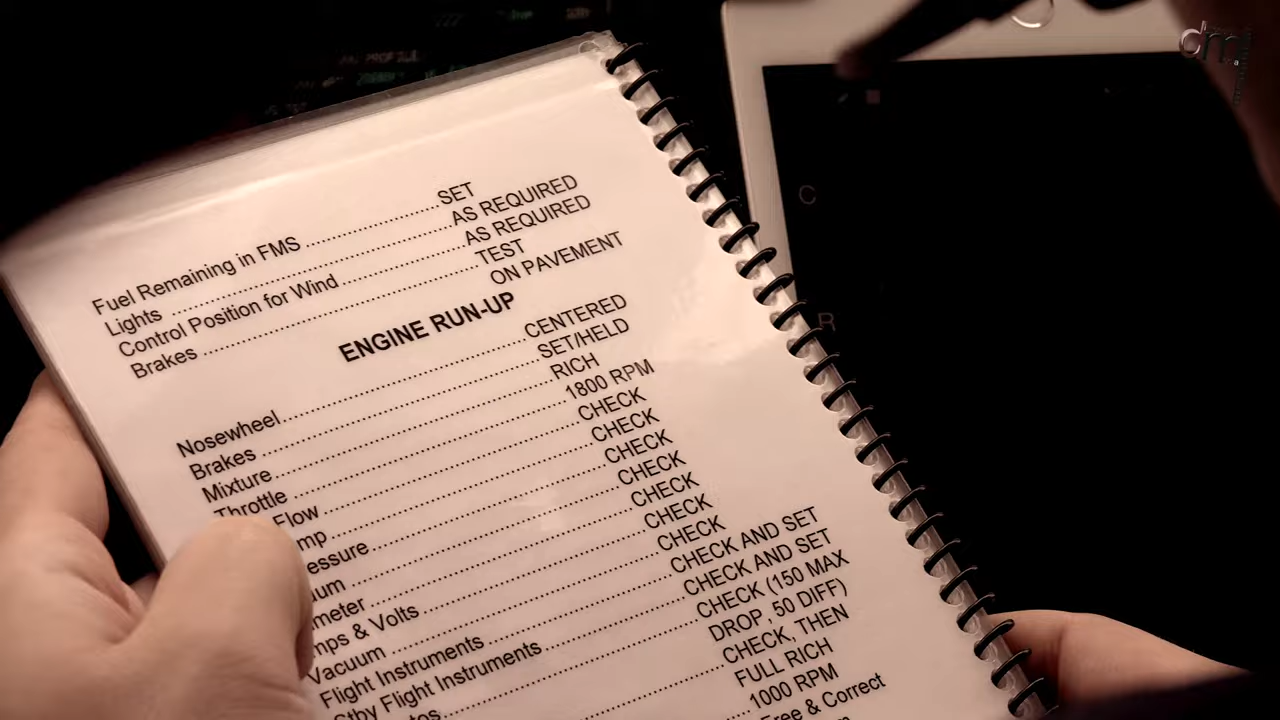 Fuel Remaining in FMS ........................ SET
Lights ........................ AS REQUIRED
Control Position for Wind ........................ AS REQUIRED
Brakes ........................ TEST
ON PAVEMENT
ENGINE RUN-UP
Nosewheel ........................ CENTERED
Brakes ........................ SET/HELD
Mixture ........................ RICH
Throttle ........................ 1800 RPM
Flow ........................ CHECK
........................ CHECK
........................ CHECK
........................ CHECK
........................ CHECK
& Volts ........................ CHECK
Vacuum ........................ CHECK
Flight Instruments ........................ CHECK AND SET
Stby Flight Instruments ........................ CHECK AND SET
........................ CHECK (150 MAX
DROP, 50 DIFF)
........................ CHECK, THEN
FULL RICH
........................ 1000 RPM
Free & Correct